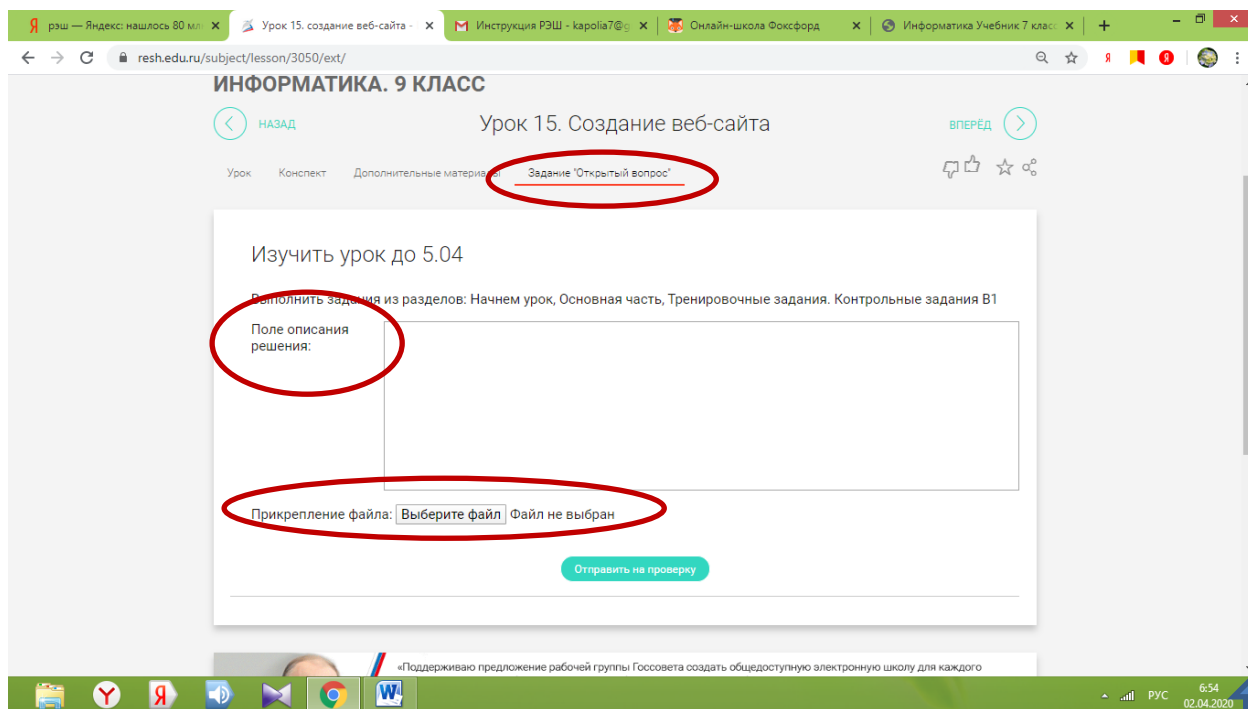 рэш — Яндекс: нашлось 80 мл
Урок 15. создание веб-сайта -
Инструкция РЭШ - kapolia7@g
Онлайн-школа Фоксфорд
Информатика Учебник 7 класс
resh.edu.ru/subject/lesson/3050/ext/
ИНФОРМАТИКА. 9 КЛАСС
НАЗАД
Урок 15. Создание веб-сайта
ВПЕРЁД
Урок
Конспект
Дополнительные материалы
Задание "Открытый вопрос"
Изучить урок до 5.04
Выполнить задания из разделов: Начнем урок, Основная часть, Тренировочные задания. Контрольные задания В1
Поле описания
решения:
Прикрепление файла: Выберите файл Файл не выбран
Отправить на проверку
«Поддерживаю предложение рабочей группы Госсовета создать общедоступную электронную школу для каждого
РУС
6:54
02.04.2020